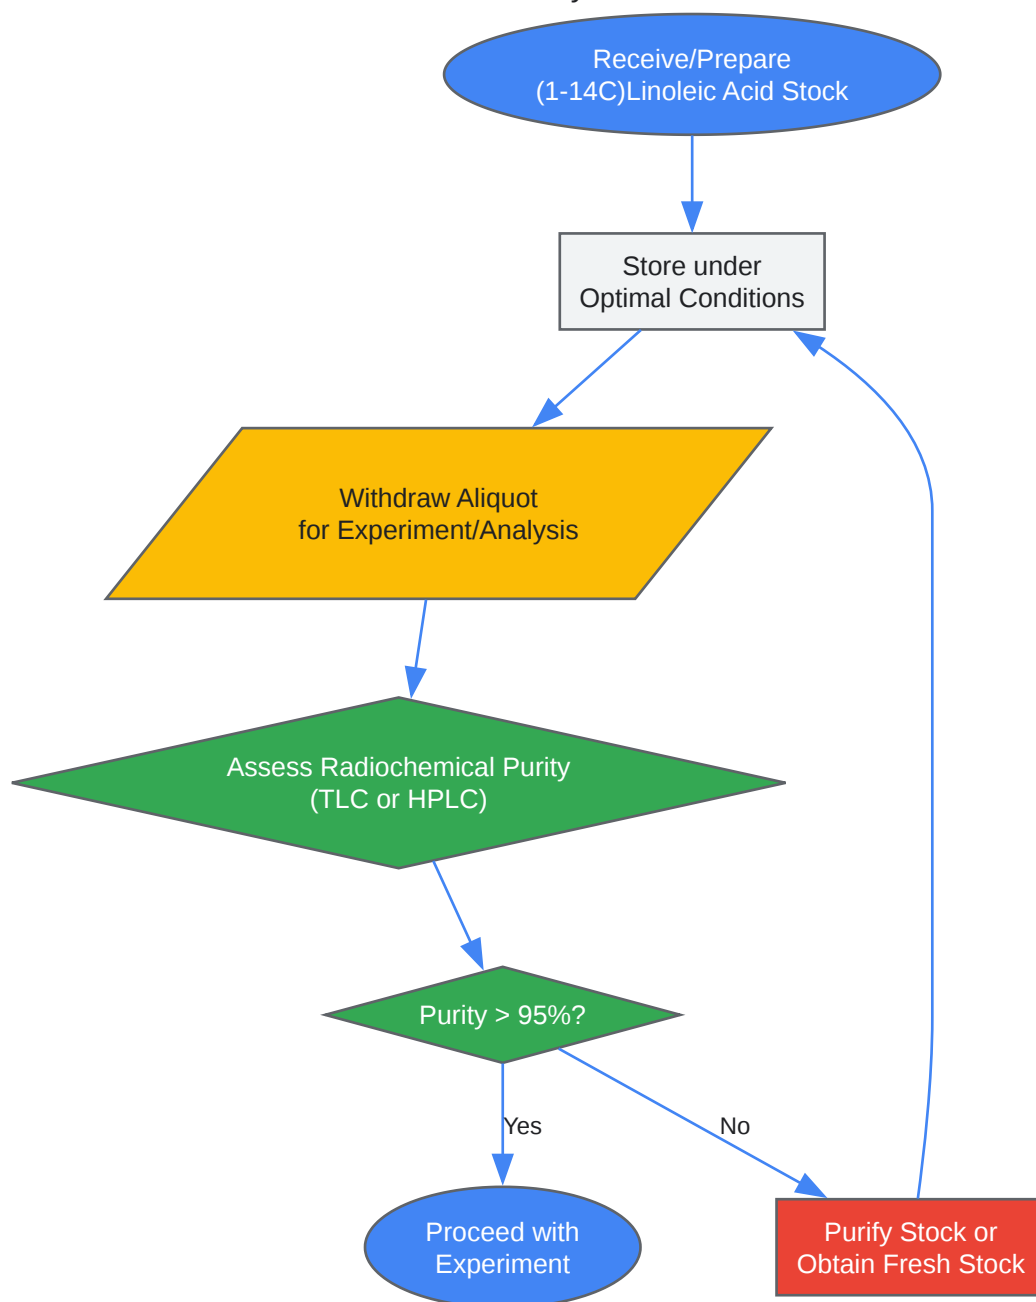 Receive/Prepare
(1-14C)Linoleic Acid Stock
Store under
Optimal Conditions
Withdraw Aliquot
for Experiment/Analysis
Assess Radiochemical Purity
(TLC or HPLC)
Purity > 95%?
Yes
No
Proceed with
Experiment
Purify Stock or
Obtain Fresh Stock